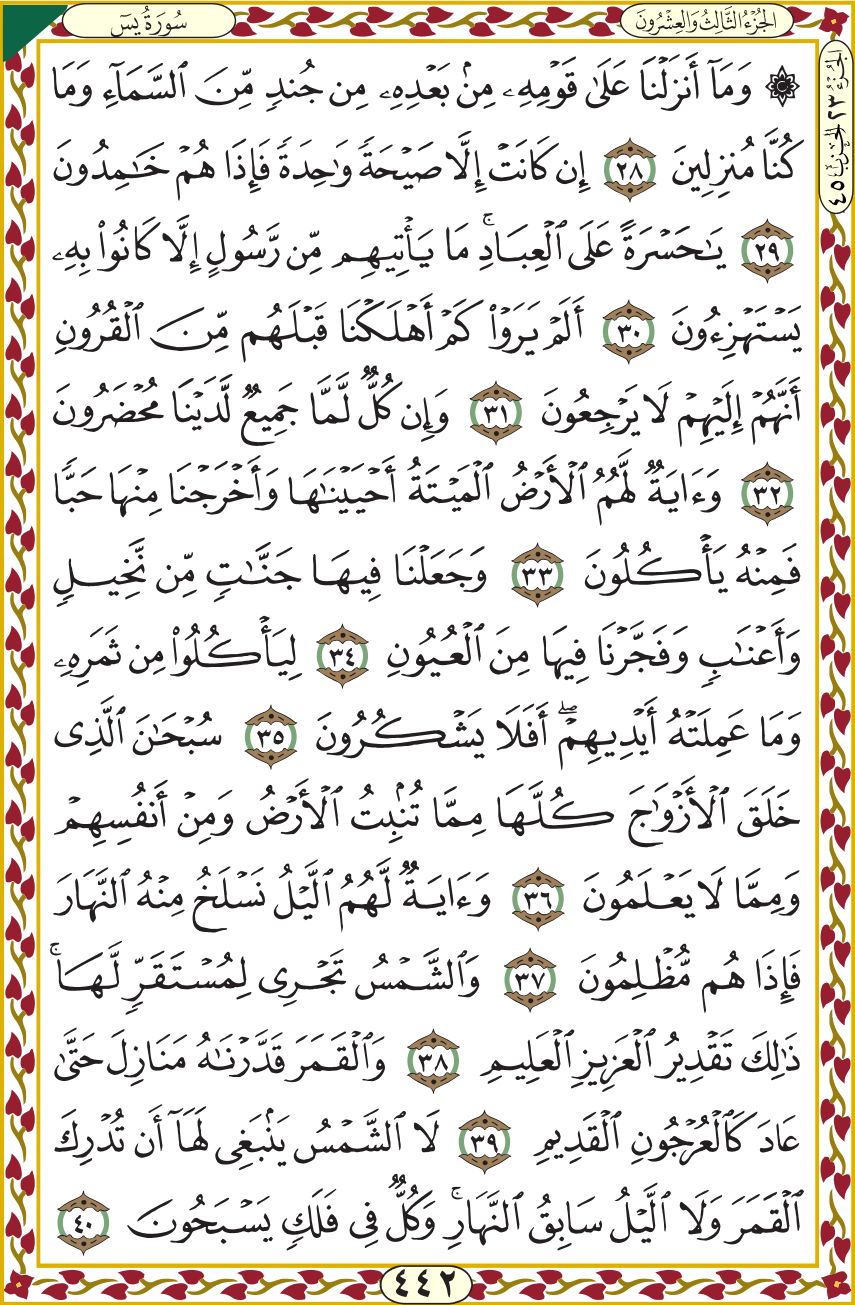 الجُزْءُ الثَّالِثُ وَالعِشْرُونَ
سُورَةُ يسٓ
الجُزْءُ ٢٣ الحِزْبُ ٤٥
۞ وَمَآ أَنزَلْنَا عَلَىٰ قَوْمِهِۦ مِنۢ بَعْدِهِۦ مِن جُندٍ مِّنَ ٱلسَّمَآءِ وَمَا
كُنَّا مُنزِلِينَ ٢٨ إِن كَانَتْ إِلَّا صَيْحَةً وَٰحِدَةً فَإِذَا هُمْ خَـٰمِدُونَ
٢٩ يَـٰحَسْرَةً عَلَى ٱلْعِبَادِ ۚ مَا يَأْتِيهِم مِّن رَّسُولٍ إِلَّا كَانُوا۟ بِهِۦ
يَسْتَهْزِءُونَ ٣٠ أَلَمْ يَرَوْا۟ كَمْ أَهْلَكْنَا قَبْلَهُم مِّنَ ٱلْقُرُونِ
أَنَّهُمْ إِلَيْهِمْ لَا يَرْجِعُونَ ٣١ وَإِن كُلٌّ لَّمَّا جَمِيعٌ لَّدَيْنَا مُحْضَرُونَ
٣٢ وَءَايَةٌ لَّهُمُ ٱلْأَرْضُ ٱلْمَيْتَةُ أَحْيَيْنَـٰهَا وَأَخْرَجْنَا مِنْهَا حَبًّا
فَمِنْهُ يَأْكُلُونَ ٣٣ وَجَعَلْنَا فِيهَا جَنَّـٰتٍ مِّن نَّخِيلٍ
وَأَعْنَـٰبٍ وَفَجَّرْنَا فِيهَا مِنَ ٱلْعُيُونِ ٣٤ لِيَأْكُلُوا۟ مِن ثَمَرِهِۦ
وَمَا عَمِلَتْهُ أَيْدِيهِمْ ۖ أَفَلَا يَشْكُرُونَ ٣٥ سُبْحَـٰنَ ٱلَّذِى
خَلَقَ ٱلْأَزْوَٰجَ كُلَّهَا مِمَّا تُنۢبِتُ ٱلْأَرْضُ وَمِنْ أَنفُسِهِمْ
وَمِمَّا لَا يَعْلَمُونَ ٣٦ وَءَايَةٌ لَّهُمُ ٱلَّيْلُ نَسْلَخُ مِنْهُ ٱلنَّهَارَ
فَإِذَا هُم مُّظْلِمُونَ ٣٧ وَٱلشَّمْسُ تَجْرِى لِمُسْتَقَرٍّ لَّهَا ۚ
ذَٰلِكَ تَقْدِيرُ ٱلْعَزِيزِ ٱلْعَلِيمِ ٣٨ وَٱلْقَمَرَ قَدَّرْنَـٰهُ مَنَازِلَ حَتَّىٰ
عَادَ كَٱلْعُرْجُونِ ٱلْقَدِيمِ ٣٩ لَا ٱلشَّمْسُ يَنۢبَغِى لَهَآ أَن تُدْرِكَ
ٱلْقَمَرَ وَلَا ٱلَّيْلُ سَابِقُ ٱلنَّهَارِ ۚ وَكُلٌّ فِى فَلَكٍ يَسْبَحُونَ ٤٠
٤٤٢